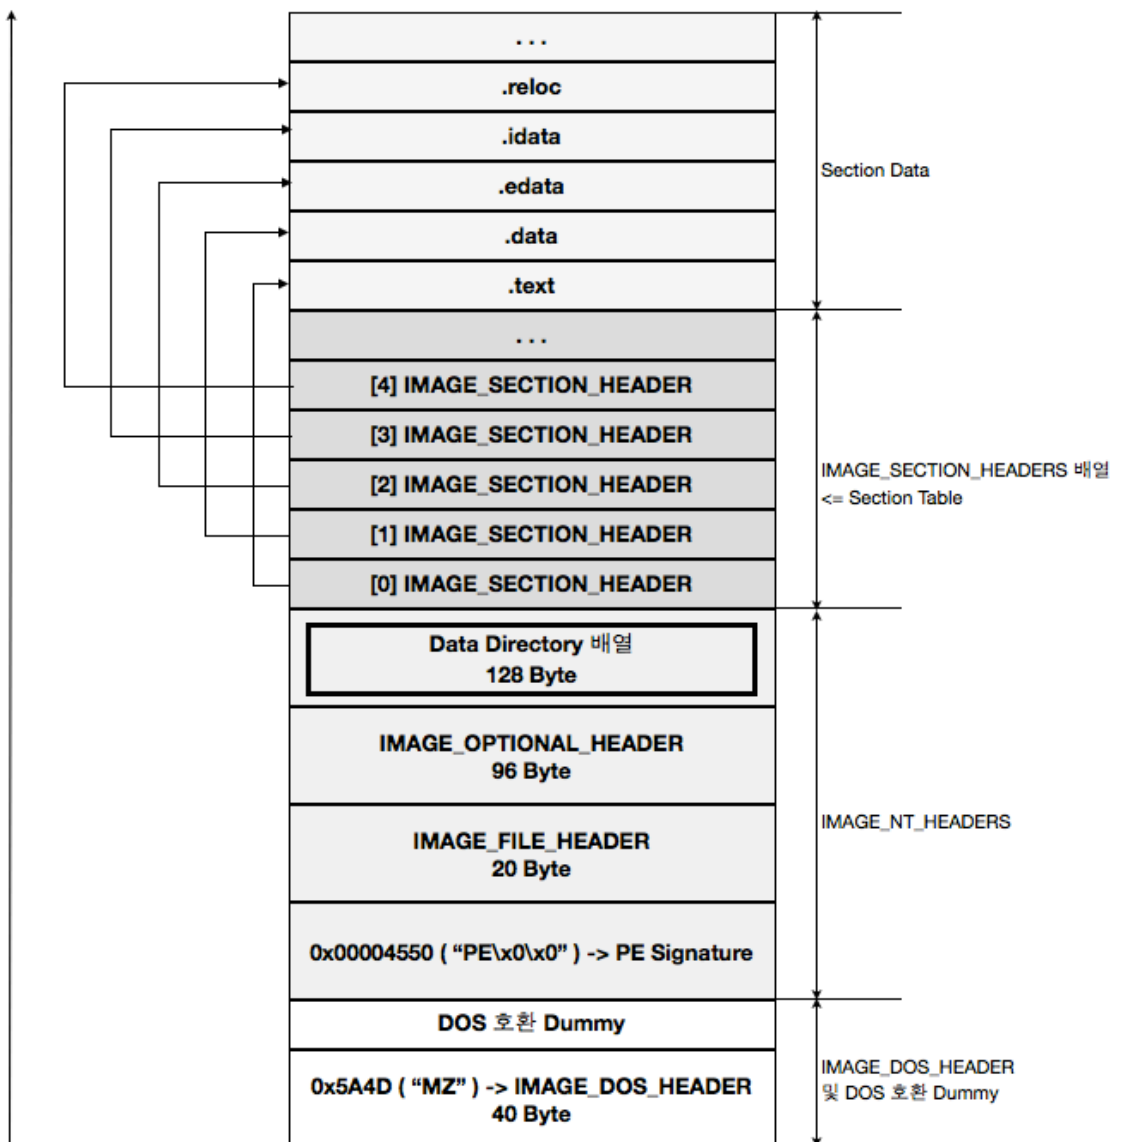 . . .
.reloc
.idata
.edata
.data
.text
Section Data
. . .
[4] IMAGE_SECTION_HEADER
[3] IMAGE_SECTION_HEADER
[2] IMAGE_SECTION_HEADER
[1] IMAGE_SECTION_HEADER
[0] IMAGE_SECTION_HEADER
IMAGE_SECTION_HEADERS 배열
<= Section Table
Data Directory 배열
128 Byte
IMAGE_OPTIONAL_HEADER
96 Byte
IMAGE_FILE_HEADER
20 Byte
0x00004550 ( “PE\x0\x0” ) -> PE Signature
IMAGE_NT_HEADERS
DOS 호환 Dummy
0x5A4D ( “MZ” ) -> IMAGE_DOS_HEADER
40 Byte
IMAGE_DOS_HEADER
및 DOS 호환 Dummy